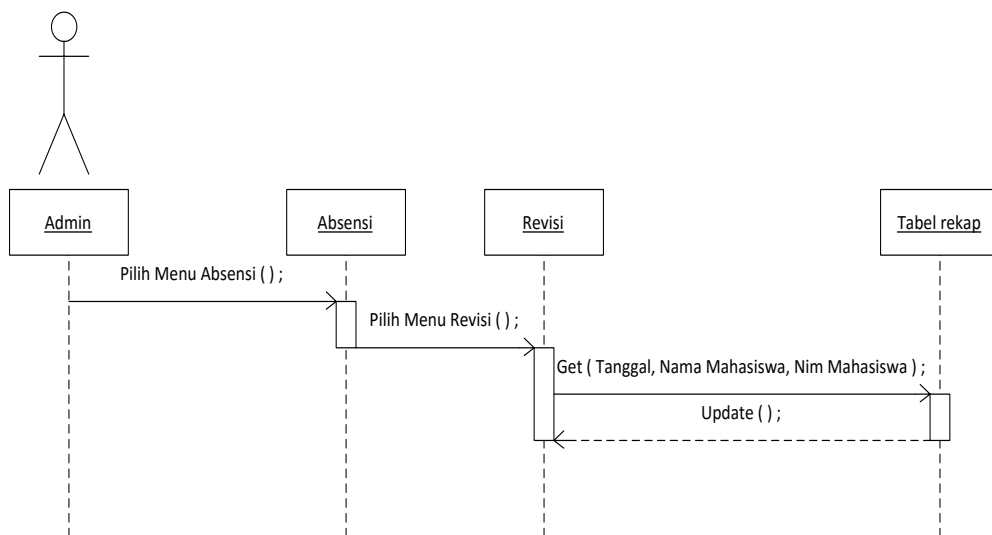 Admin
Absensi
Revisi
Tabel rekap
Pilih Menu Absensi ( ) ;
Pilih Menu Revisi ( ) ;
Get ( Tanggal, Nama Mahasiswa, Nim Mahasiswa ) ;
Update ( ) ;